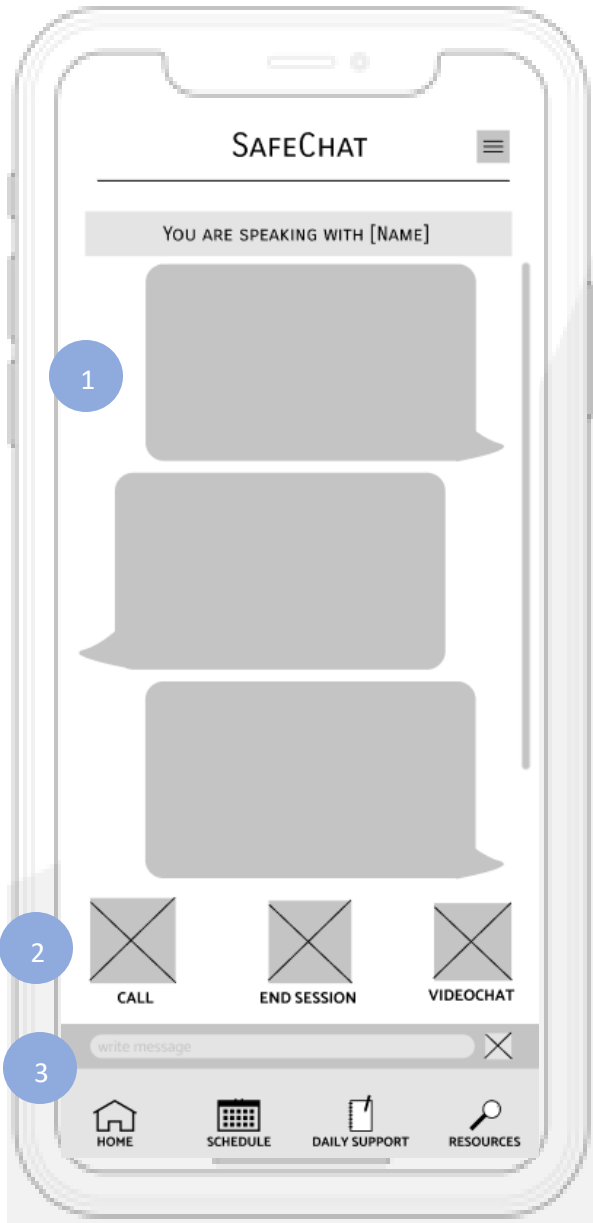 SAFECHAT
YOU ARE SPEAKING WITH [NAME]
1
2
CALL
END SESSION
VIDEOCHAT
write message
3
HOME
SCHEDULE
DAILY SUPPORT
RESOURCES